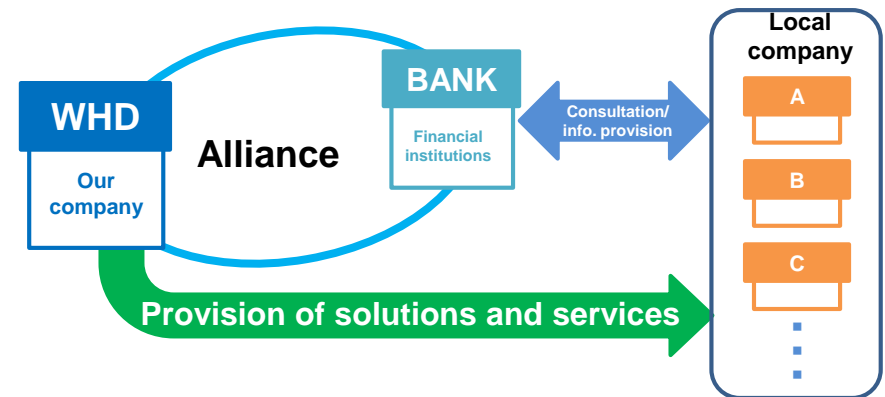 WHD
Our
company
Alliance
BANK
Financial
institutions
Consultation/
info. provision
Local
company
A
B
C
Provision of solutions and services